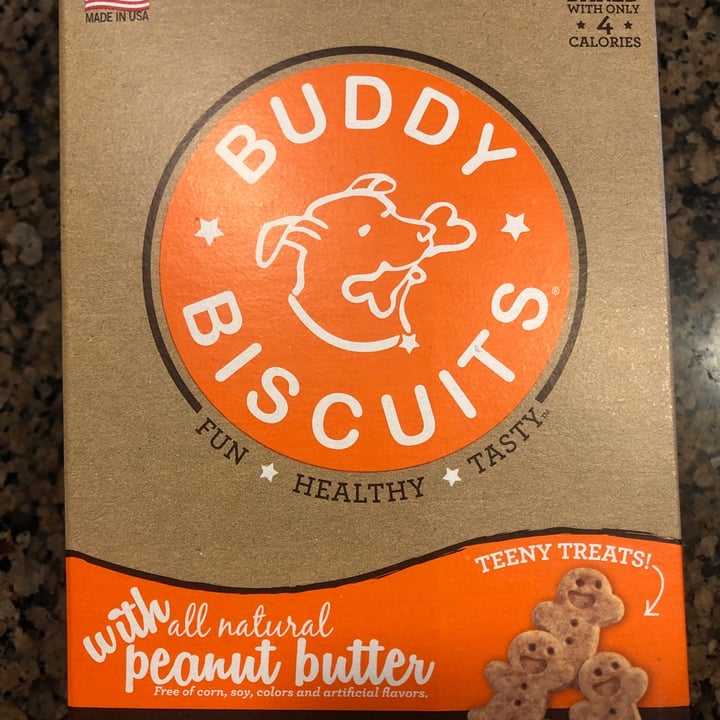 MADE IN USA
WITH ONLY
4
CALORIES
BUDDY
BISCUITS®
FUN HEALTHY TASTY™
TEENY TREATS!
with all natural
peanut butter
Free of corn, soy, colors and artificial flavors.